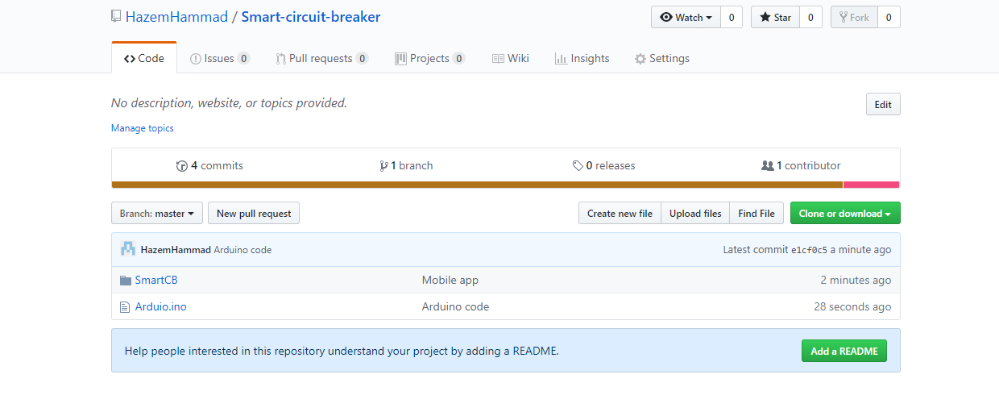 HazemHammad / Smart-circuit-breaker Watch 0 Star 0 Fork 0
Code Issues 0 Pull requests 0 Projects 0 Wiki Insights Settings
No description, website, or topics provided. Edit
Manage topics
4 commits 1 branch 0 releases 1 contributor
Branch: master New pull request Create new file Upload files Find File Clone or download
HazemHammad Arduino code Latest commit e1cf0c5 a minute ago
SmartCB Mobile app 2 minutes ago
Arduio.ino Arduino code 28 seconds ago
Help people interested in this repository understand your project by adding a README. Add a README